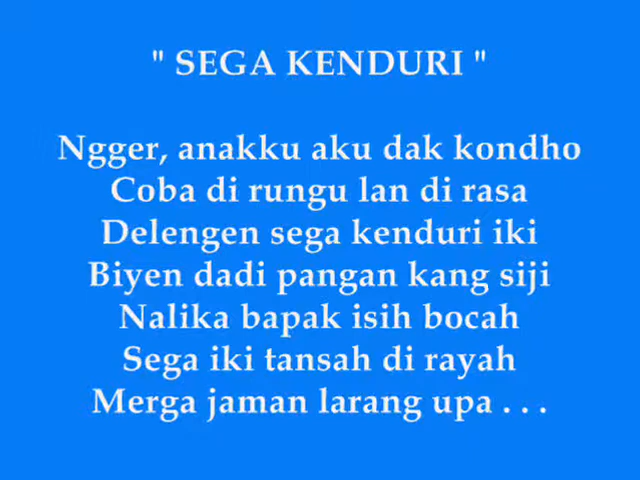 " SEGA KENDURI "
Ngger, anakku aku dak kondho
Coba di rungu lan di rasa
Delengen sega kenduri iki
Biyen dadi pangan kang siji
Nalika bapak isih bocah
Sega iki tansah di rayah
Merga jaman larang upa . . .